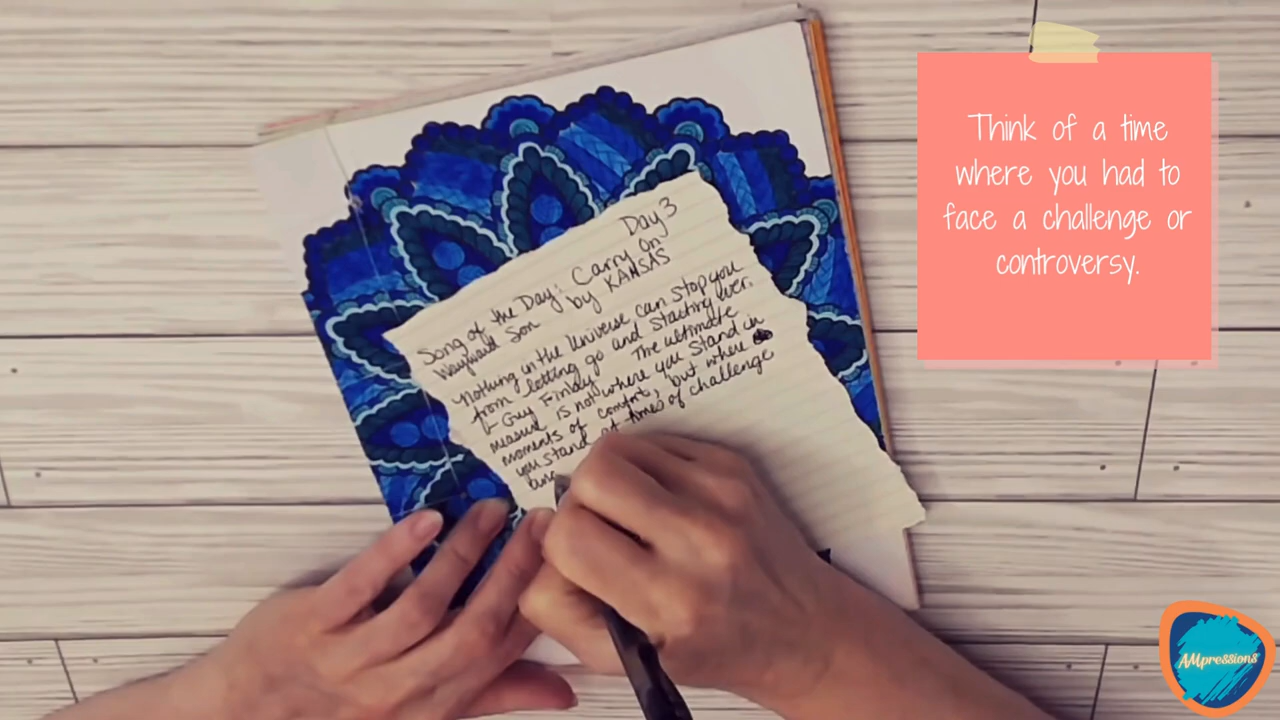 Day 3
Song of the Day: Carry On
Wayward Son by KANSAS
Nothing in the Universe can stop you
from letting go and starting over.
- Guy Finley The ultimate
measure is not where you stand in
moments of comfort, but where
you stand at times of challenge
Think of a time
where you had to
face a challenge or
controversy.
AMpressions